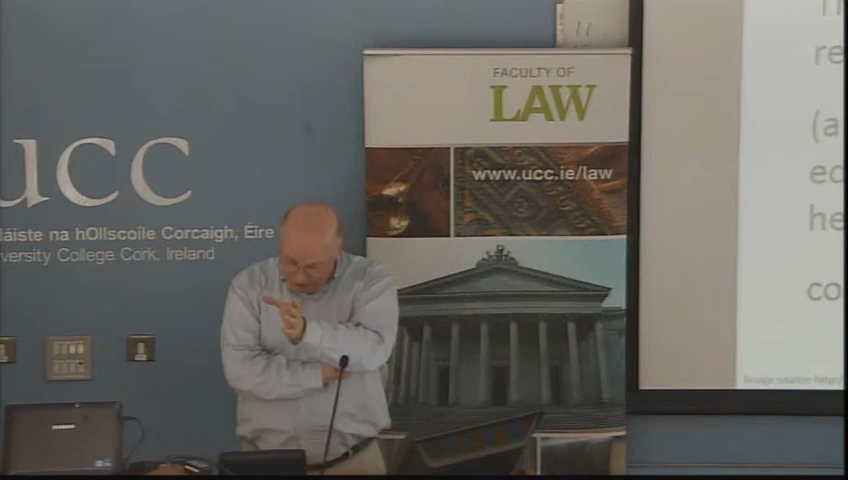 ucc
láiste na hOllscoile Corcaigh, Éire
versity College Cork, Ireland
FACULTY OF
LAW
www.ucc.ie/law
re
(a
ed
he
co